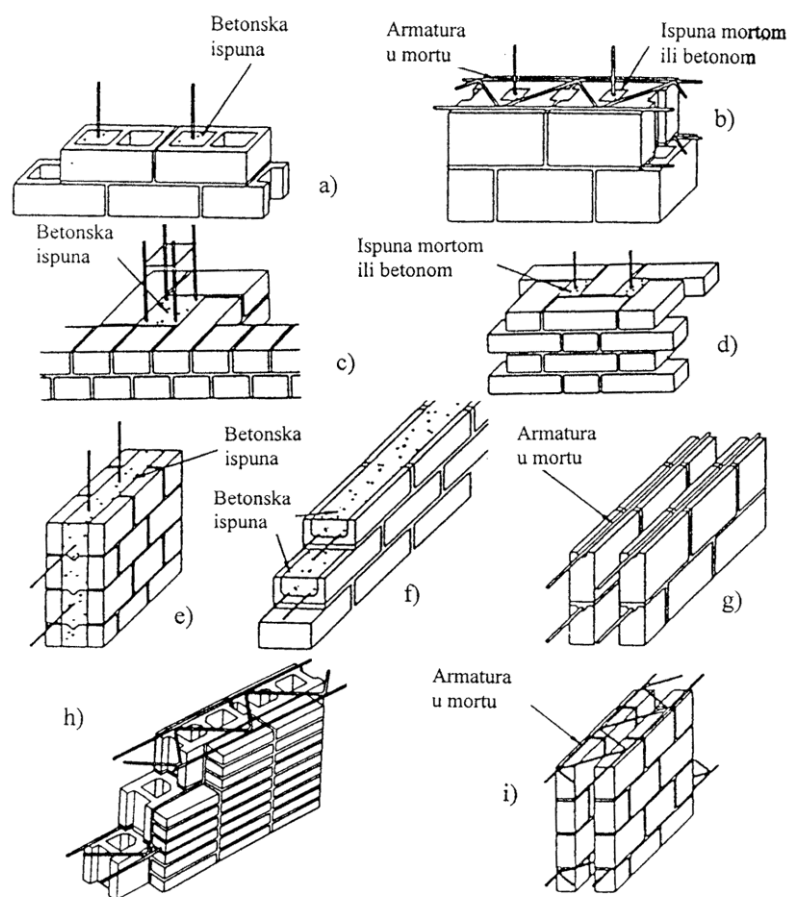 Betonska
ispuna
a)
Armatura
u mortu
Ispuna mortom
ili betonom
b)
Betonska
ispuna
c)
Ispuna mortom
ili betonom
d)
Betonska
ispuna
e)
Betonska
ispuna
f)
Armatura
u mortu
g)
h)
Armatura
u mortu
i)